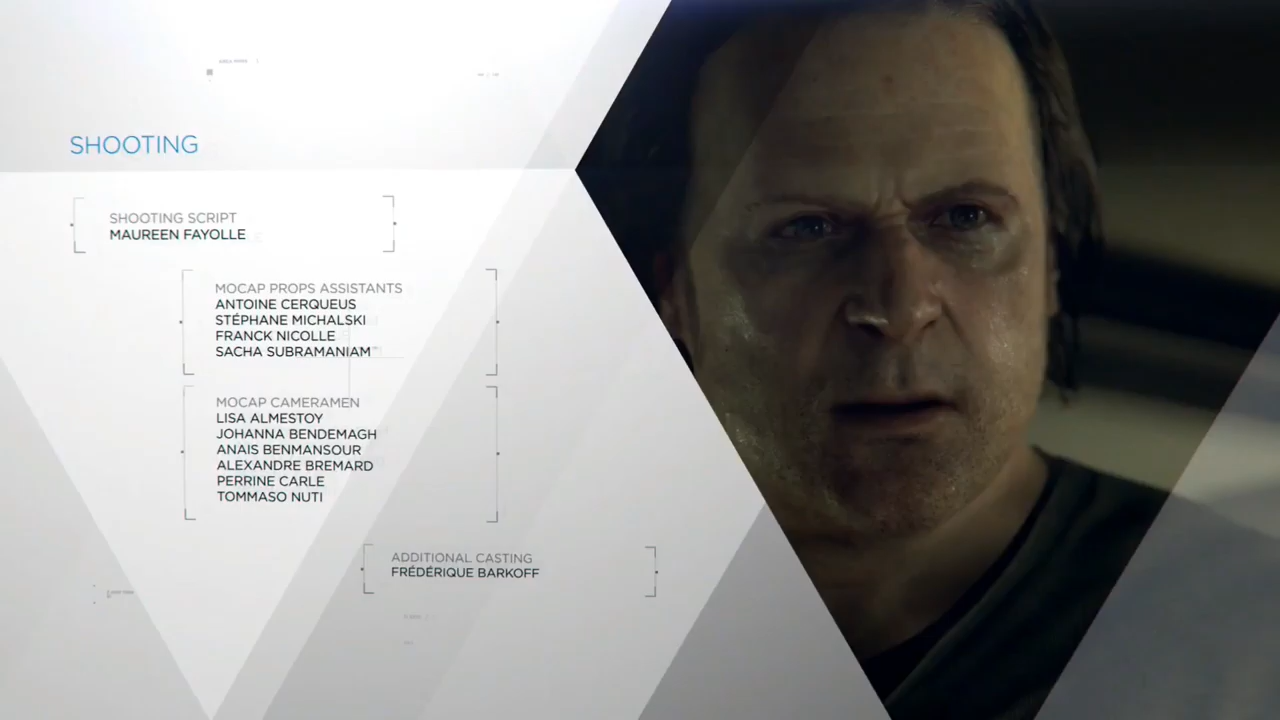 SHOOTING
SHOOTING SCRIPT
MAUREEN FAYOLLE
MOCAP PROPS ASSISTANTS
ANTOINE CERQUEUS
STÉPHANE MICHALSKI
FRANCK NICOLLE
SACHA SUBRAMANIAM
MOCAP CAMERAMEN
LISA ALMESTOY
JOHANNA BENDEMAGH
ANAIS BENMANSOUR
ALEXANDRE BREMARD
PERRINE CARLE
TOMMASO NUTI
ADDITIONAL CASTING
FRÉDÉRIQUE BARKOFF